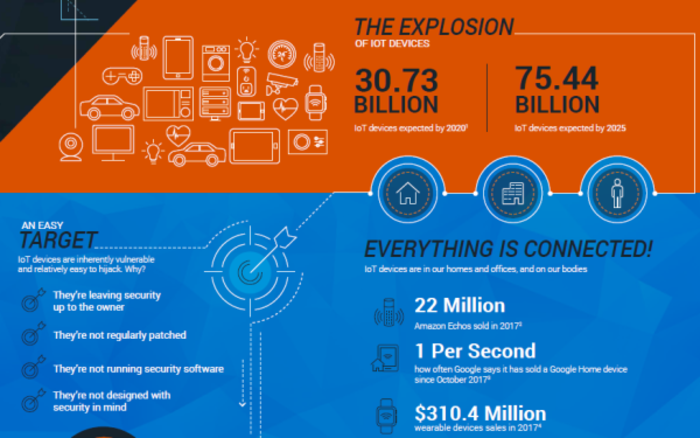 THE EXPLOSION
OF IOT DEVICES
30.73
BILLION
IoT devices expected by 2020¹
75.44
BILLION
IoT devices expected by 2025
AN EASY
TARGET
IoT devices are inherently vulnerable
and relatively easy to hijack. Why?
They're leaving security
up to the owner
They're not regularly patched
They're not running security software
They're not designed with
security in mind
EVERYTHING IS CONNECTED!
IoT devices are in our homes and offices, and on our bodies
22 Million
Amazon Echos sold in 2017²
1 Per Second
how often Google says it has sold a Google Home device
since October 2017³
$310.4 Million
wearable devices sales in 2017⁴